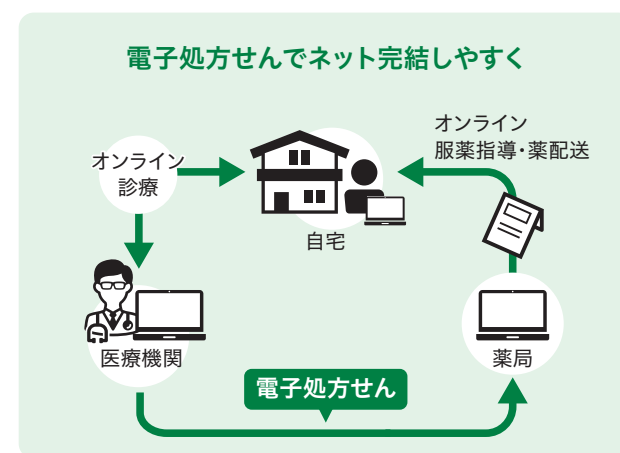 電子処方せんでネット完結しやすく
オンライン
服薬指導・薬配送
オンライン
診療
自宅
医療機関
薬局
電子処方せん